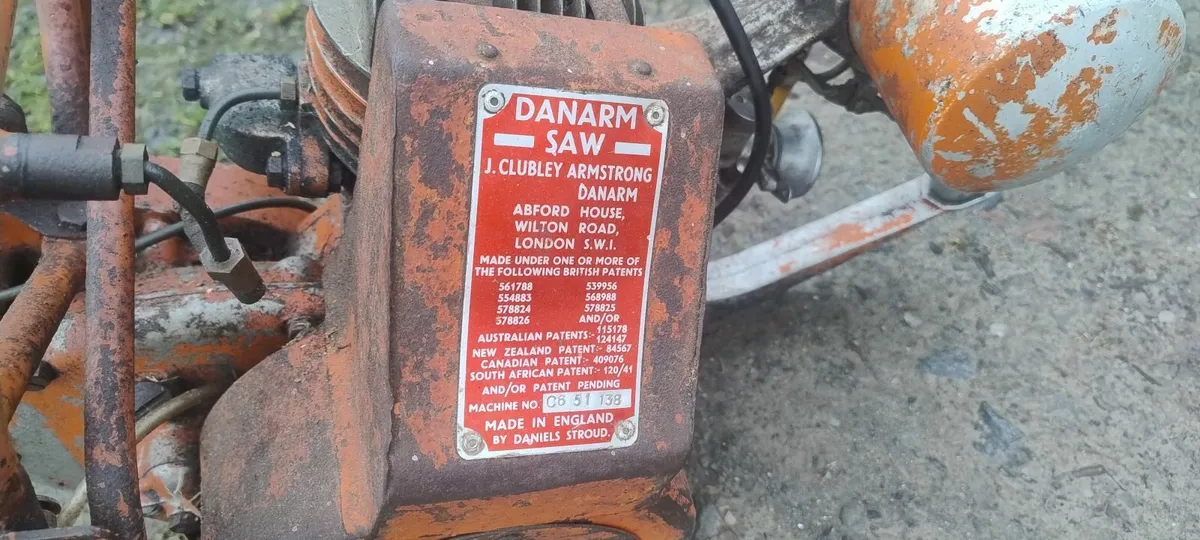 DANARM
SAW
J. CLUBLEY ARMSTRONG
DANARM
ABFORD HOUSE,
WILTON ROAD,
LONDON S.W.I.
MADE UNDER ONE OR MORE OF
THE FOLLOWING BRITISH PATENTS
561788 539956
554883 568988
578824 578825
578826 AND/OR
AUSTRALIAN PATENTS:- 115178
124147
NEW ZEALAND PATENT:- 84567
CANADIAN PATENT:- 409076
SOUTH AFRICAN PATENT:- 120/41
AND/OR PATENT PENDING
MACHINE NO. C6 51 138
MADE IN ENGLAND
BY DANIELS STROUD.